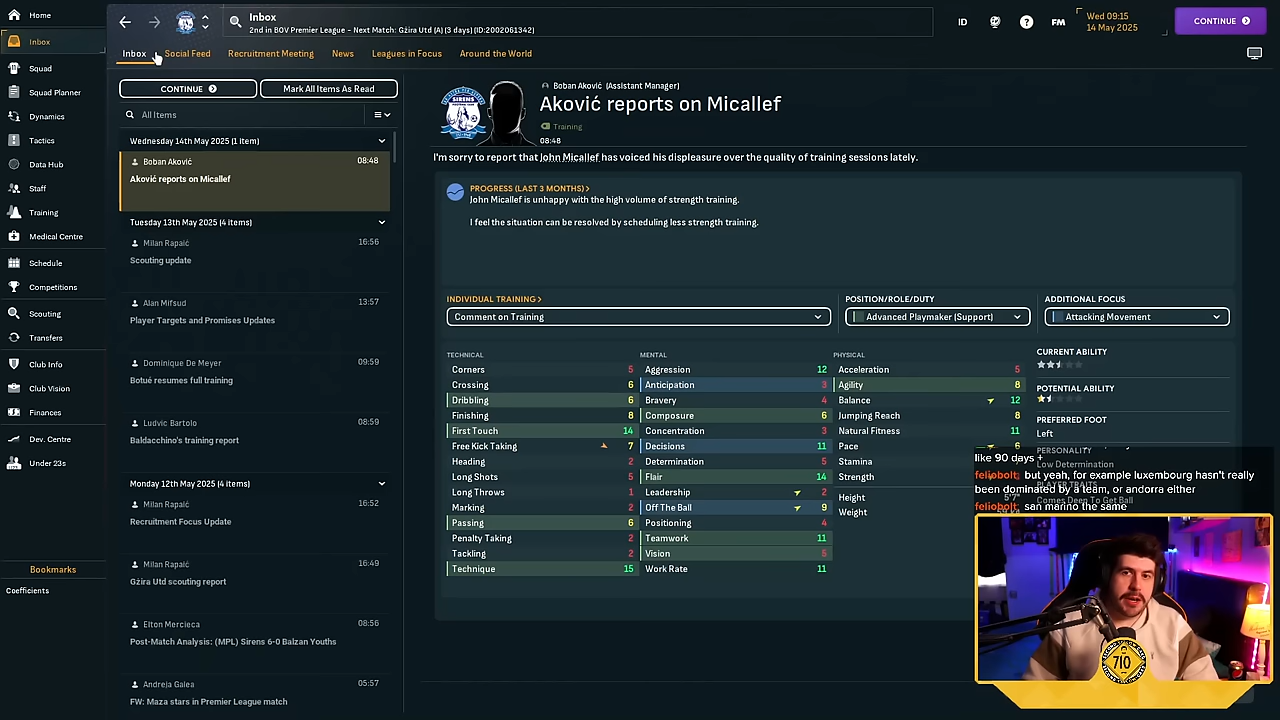 Home
Inbox
Squad
Squad Planner
Dynamics
Tactics
Data Hub
Staff
Training
Medical Centre
Schedule
Competitions
Scouting
Transfers
Club Info
Club Vision
Finances
Dev. Centre
Under 23s
Bookmarks
Coefficients
Inbox
2nd in BOV Premier League - Next Match: Gżira Utd (A) (3 days) (ID:2002061342)
ID
FM
Wed 09:15
14 May 2025
CONTINUE
Inbox
Social Feed
Recruitment Meeting
News
Leagues in Focus
Around the World
CONTINUE
Mark All Items As Read
All Items
Wednesday 14th May 2025 (1 item)
Boban Aković 08:48
Aković reports on Micallef
Tuesday 13th May 2025 (4 items)
Milan Rapaić 16:56
Scouting update
Alan Mifsud 13:57
Player Targets and Promises Updates
Dominique De Meyer 09:59
Botué resumes full training
Ludvic Bartolo 08:59
Baldacchino's training report
Monday 12th May 2025 (4 items)
Milan Rapaić 16:52
Recruitment Focus Update
Milan Rapaić 16:49
Gżira Utd scouting report
Elton Mercieca 08:56
Post-Match Analysis: (MPL) Sirens 6-0 Balzan Youths
Andreja Galea 05:57
FW: Maza stars in Premier League match
SIRENS
Boban Aković (Assistant Manager)
Aković reports on Micallef
Training
08:48
I'm sorry to report that John Micallef has voiced his displeasure over the quality of training sessions lately.
PROGRESS (LAST 3 MONTHS) >
John Micallef is unhappy with the high volume of strength training.
I feel the situation can be resolved by scheduling less strength training.
INDIVIDUAL TRAINING >
Comment on Training
POSITION/ROLE/DUTY
Advanced Playmaker (Support)
ADDITIONAL FOCUS
Attacking Movement
TECHNICAL
Corners 5
Crossing 6
Dribbling 6
Finishing 8
First Touch 14
Free Kick Taking 7
Heading 2
Long Shots 5
Long Throws 1
Marking 2
Passing 6
Penalty Taking 2
Tackling 2
Technique 15
MENTAL
Aggression 12
Anticipation 3
Bravery 4
Composure 6
Concentration 3
Decisions 11
Determination 5
Flair 14
Leadership 2
Off The Ball 9
Positioning 4
Teamwork 11
Vision 5
Work Rate 11
PHYSICAL
Acceleration 5
Agility 8
Balance 12
Jumping Reach 8
Natural Fitness 11
Pace 6
Stamina
Strength
Height 5'7"
Weight
CURRENT ABILITY
POTENTIAL ABILITY
PREFERRED FOOT
Left
PERSONALITY
Low Determination
PLAYER TRAITS
Comes Deep To Get Ball
like 90 days +
feliobolt: but yeah, for example luxembourg hasn't really
been dominated by a team, or andorra either
feliobolt: san marino the same
710